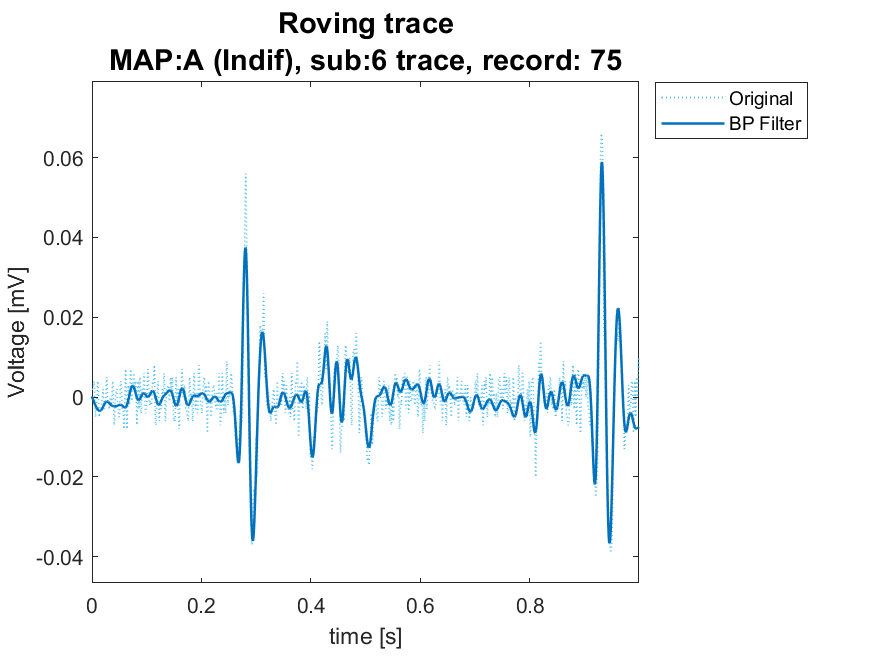 Roving trace
MAP:A (Indif), sub:6 trace, record: 75
Original
BP Filter
0.06
0.04
0.02
0
-0.02
-0.04
Voltage [mV]
0
0.2
0.4
0.6
0.8
time [s]